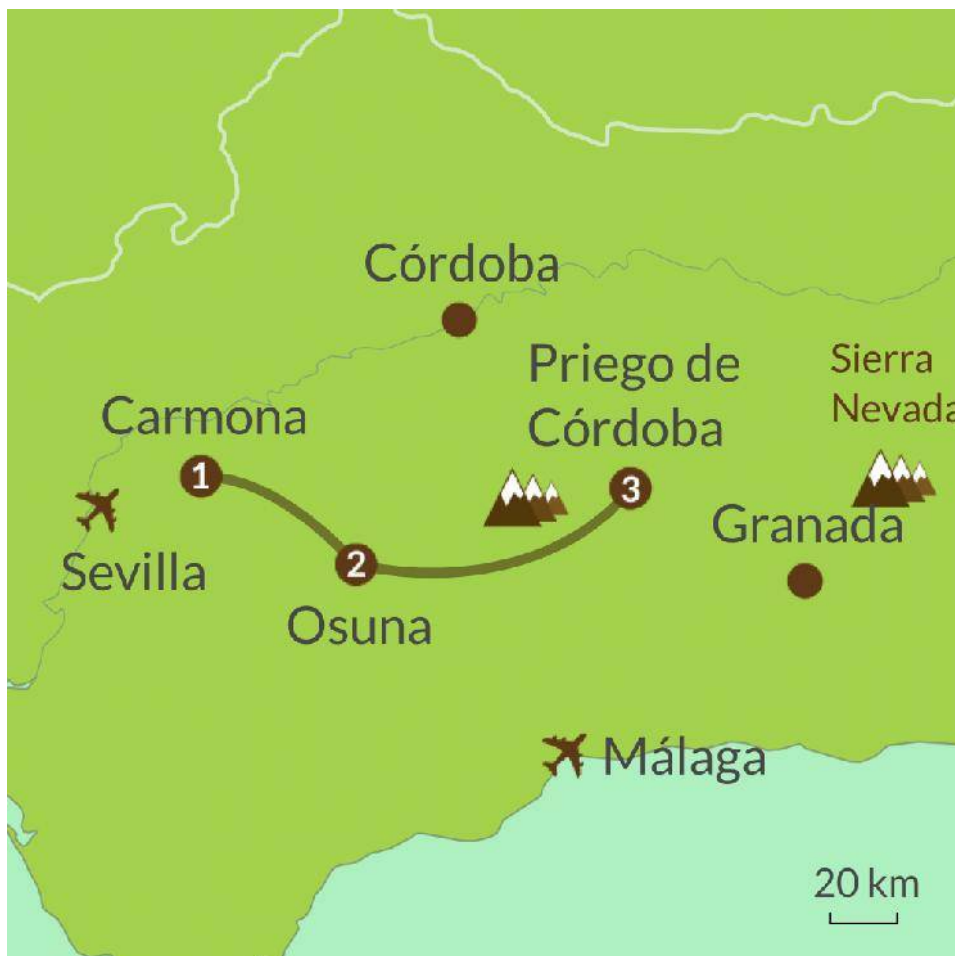 Córdoba
Priego de
Córdoba
Sierra
Nevada
Carmona
1
3
Granada
Sevilla
2
Osuna
Málaga
20 km